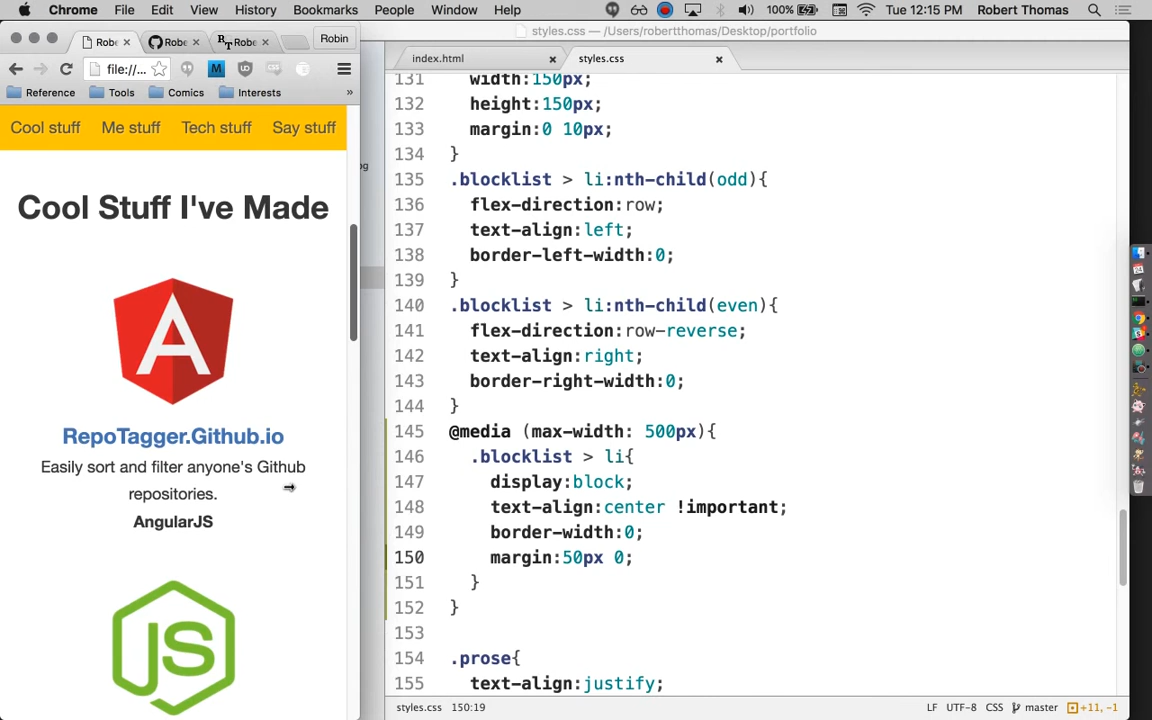 Chrome File Edit View History Bookmarks People Window Help 100% Tue 12:15 PM Robert Thomas
Robe × Robe × Robe × Robin
file://...
Reference Tools Comics Interests »
Cool stuff Me stuff Tech stuff Say stuff
Cool Stuff I've Made
RepoTagger.Github.io
Easily sort and filter anyone's Github
repositories.
AngularJS
JS
styles.css — /Users/robertthomas/Desktop/portfolio
index.html × styles.css ×
131 width:150px;
132 height:150px;
133 margin:0 10px;
134 }
135 .blocklist > li:nth-child(odd){
136 flex-direction:row;
137 text-align:left;
138 border-left-width:0;
139 }
140 .blocklist > li:nth-child(even){
141 flex-direction:row-reverse;
142 text-align:right;
143 border-right-width:0;
144 }
145 @media (max-width: 500px){
146 .blocklist > li{
147 display:block;
148 text-align:center !important;
149 border-width:0;
150 margin:50px 0;
151 }
152 }
153
154 .prose{
155 text-align:justify;
styles.css 150:19 LF UTF-8 CSS master +11, -1